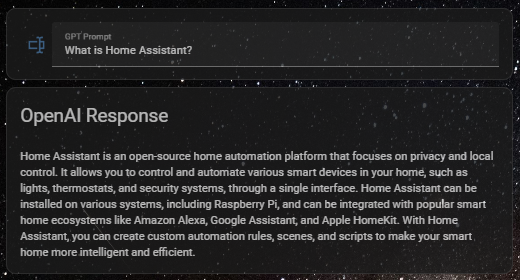 GPT Prompt
What is Home Assistant?
OpenAI Response
Home Assistant is an open-source home automation platform that focuses on privacy and local
control. It allows you to control and automate various smart devices in your home, such as
lights, thermostats, and security systems, through a single interface. Home Assistant can be
installed on various systems, including Raspberry Pi, and can be integrated with popular smart
home ecosystems like Amazon Alexa, Google Assistant, and Apple HomeKit. With Home
Assistant, you can create custom automation rules, scenes, and scripts to make your smart
home more intelligent and efficient.